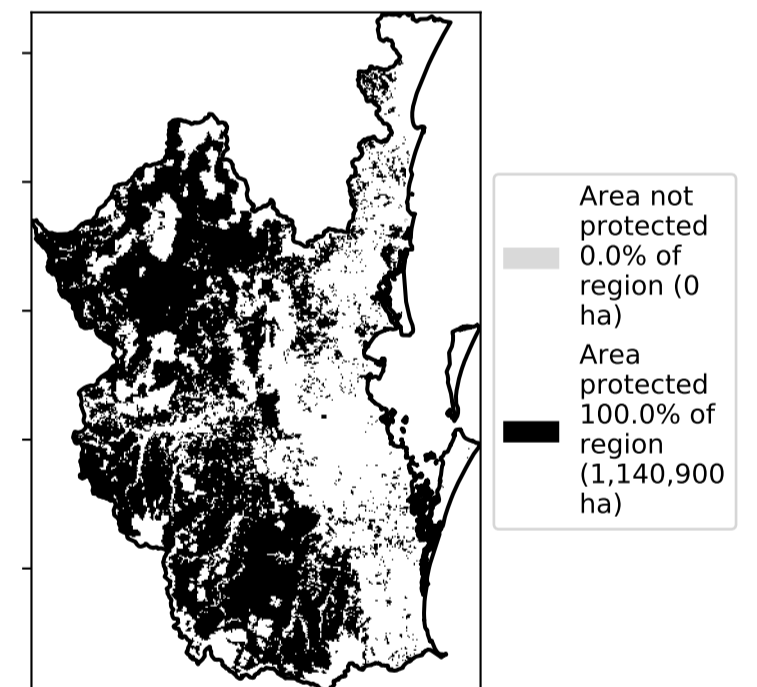 Area not
protected
0.0% of
region (0
ha)
Area
protected
100.0% of
region
(1,140,900
ha)